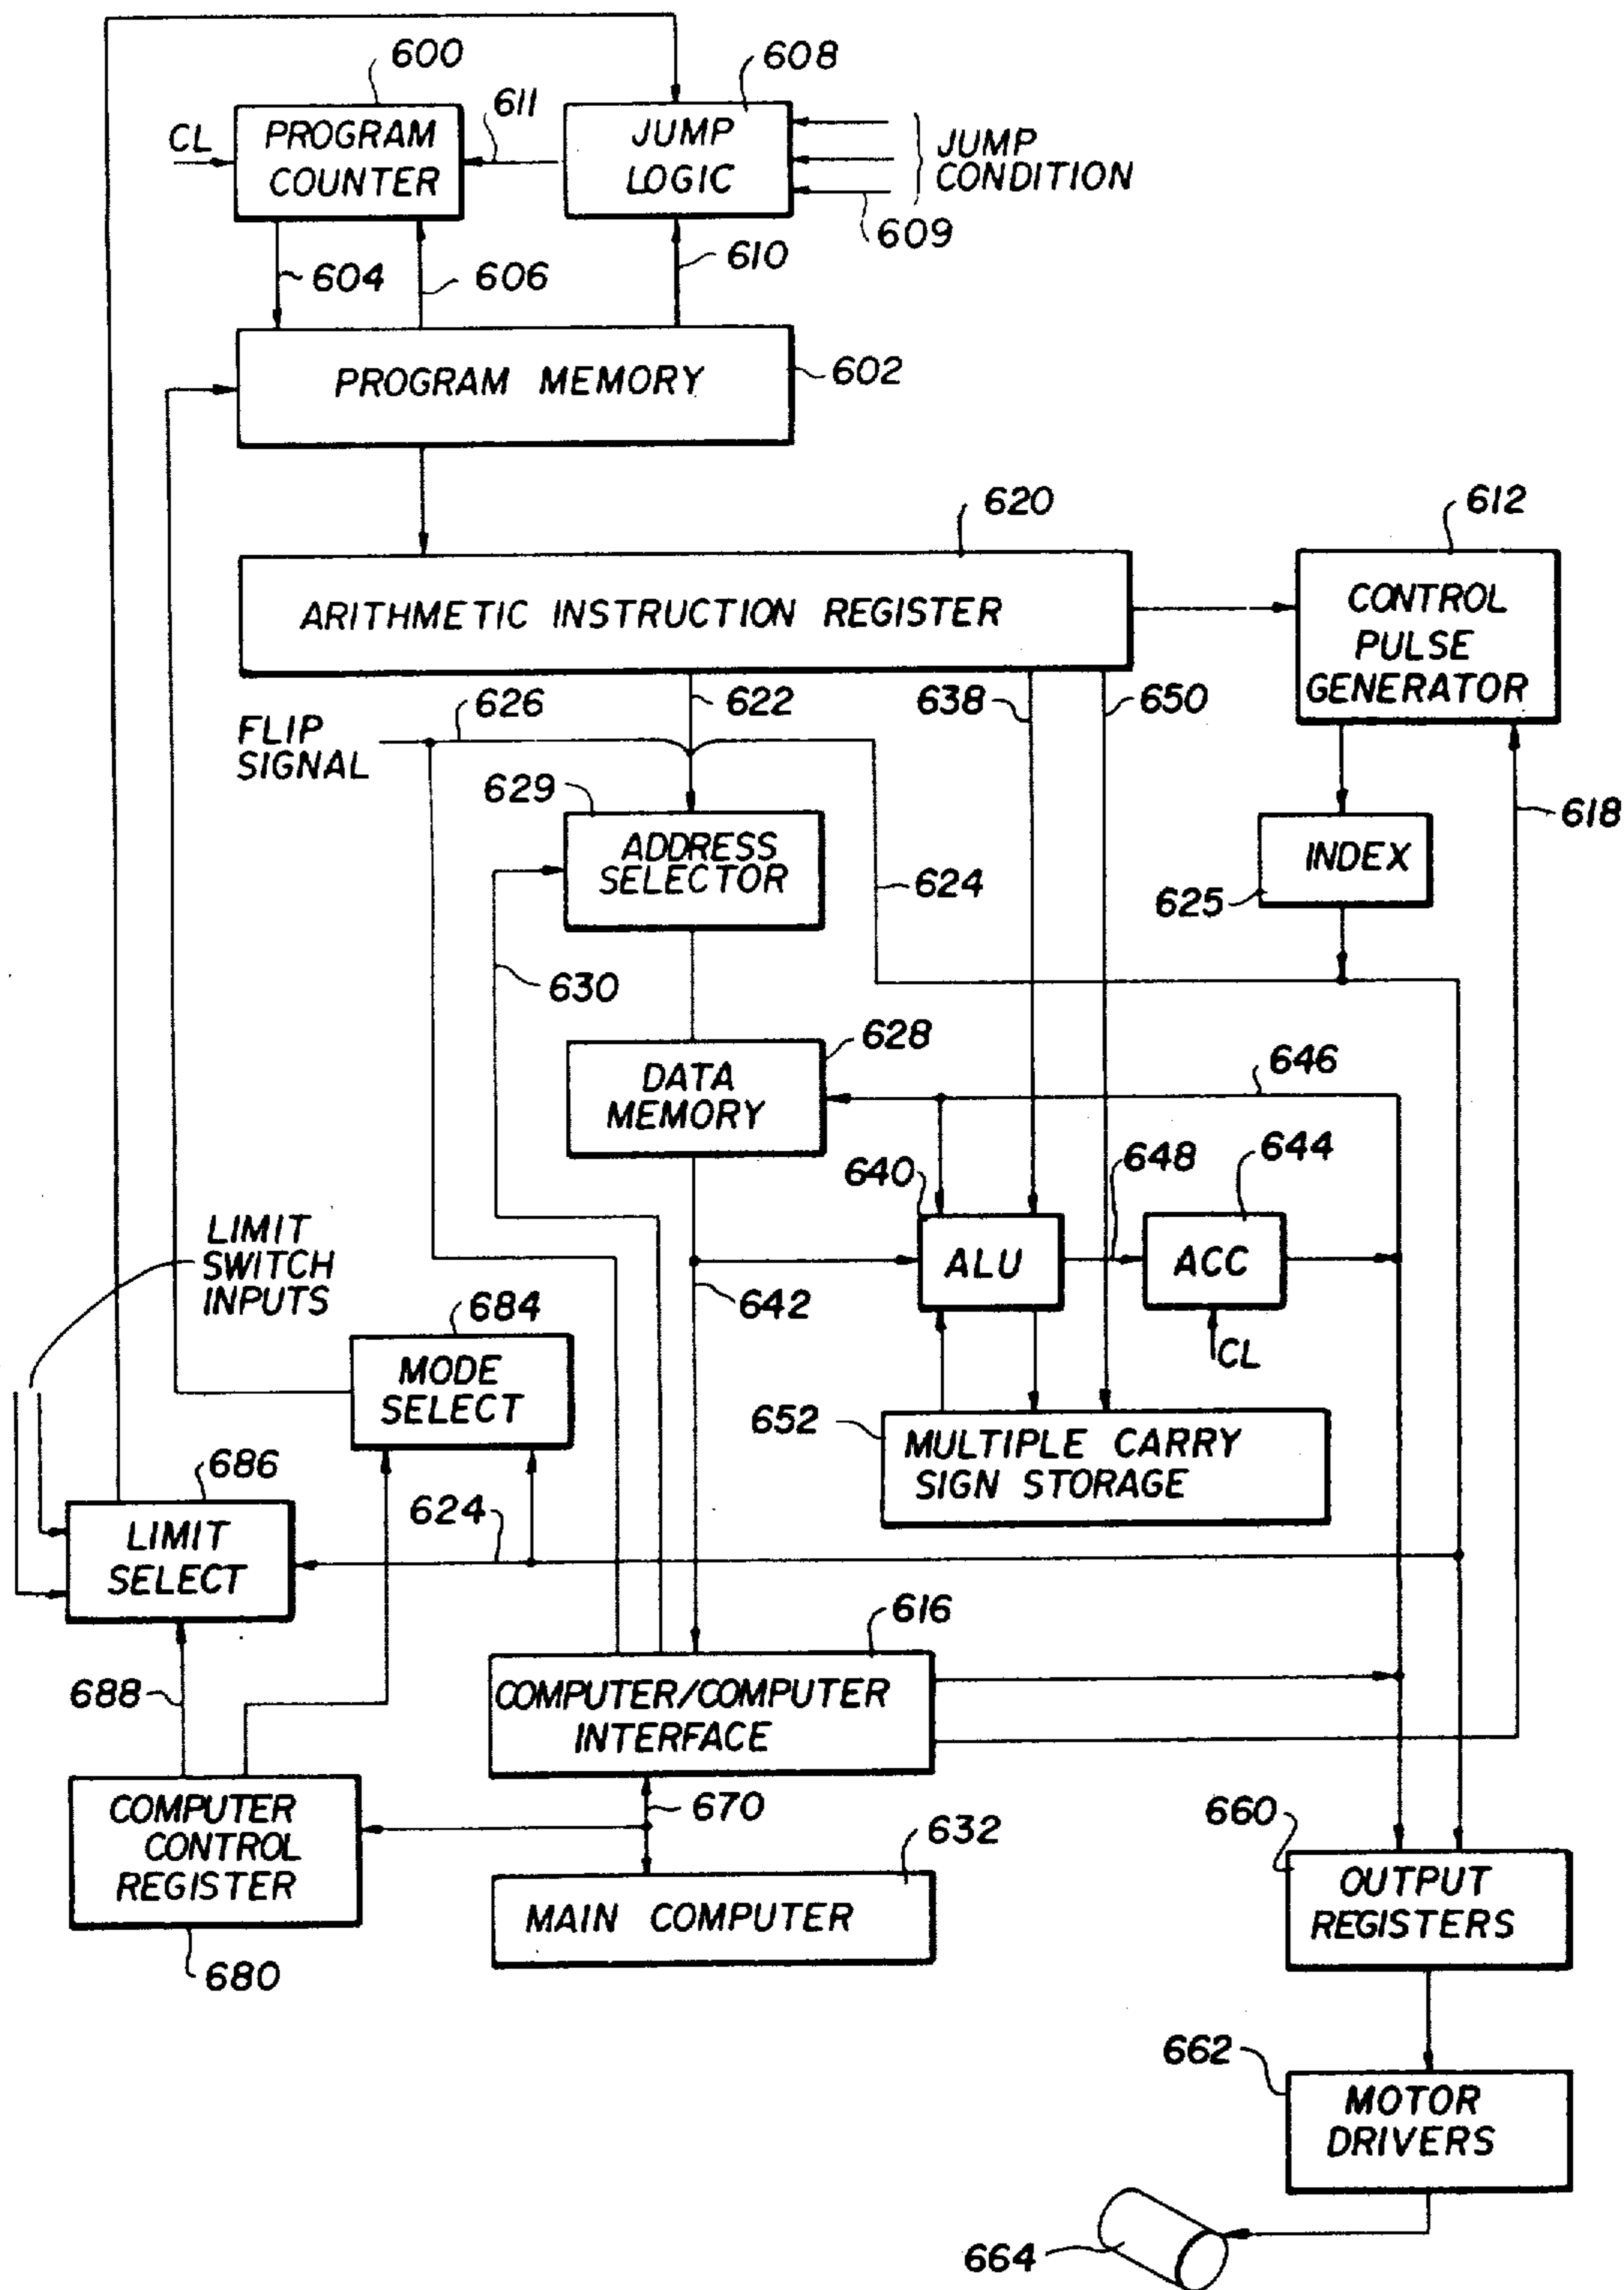 600
608
611
CL
PROGRAM
COUNTER
JUMP
LOGIC
JUMP
CONDITION
609
604
606
610
PROGRAM MEMORY
602
620
612
ARITHMETIC INSTRUCTION REGISTER
CONTROL
PULSE
GENERATOR
626
622
638
650
FLIP
SIGNAL
629
618
ADDRESS
SELECTOR
624
INDEX
625
630
628
DATA
MEMORY
646
640
648
644
LIMIT
SWITCH
INPUTS
ALU
ACC
642
684
CL
MODE
SELECT
652
MULTIPLE CARRY
SIGN STORAGE
686
624
LIMIT
SELECT
616
688
COMPUTER/COMPUTER
INTERFACE
670
660
COMPUTER
CONTROL
REGISTER
632
OUTPUT
REGISTERS
MAIN COMPUTER
680
662
MOTOR
DRIVERS
664